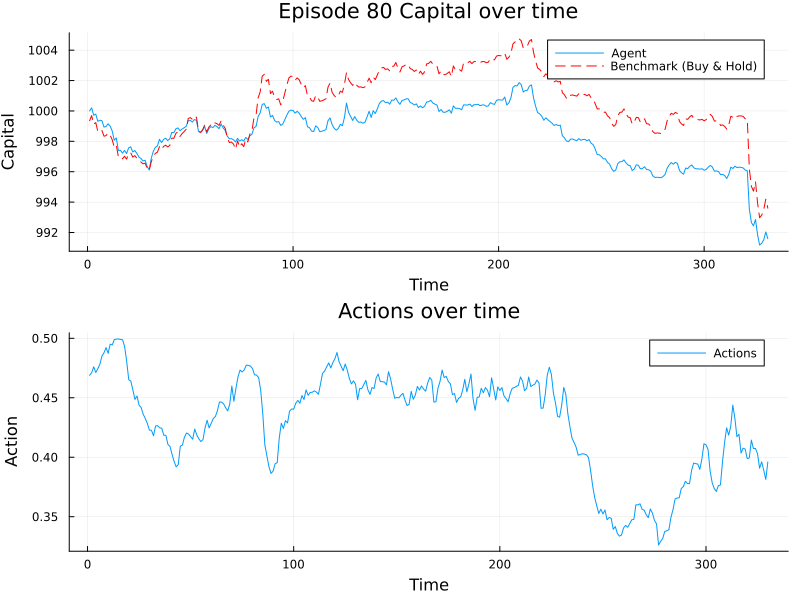 Episode 80 Capital over time
1004
1002
1000
998
996
994
992
Capital
Agent
Benchmark (Buy & Hold)
0 100 200 300
Time
Actions over time
0.50
0.45
0.40
0.35
Action
Actions
0 100 200 300
Time